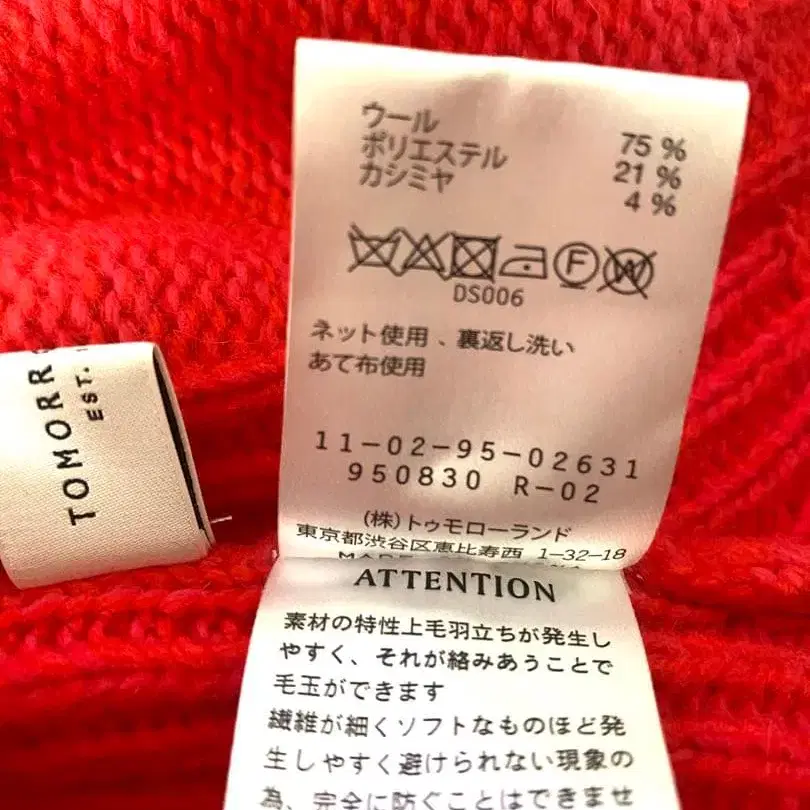 ウール 75 %
ポリエステル 21 %
カシミヤ 4 %
F W
DS006
ネット使用、裏返し洗い
あて布使用
11-02-95-02631
950830 R-02
(株)トゥモローランド
東京都渋谷区恵比寿西 1-32-18
TOMORR
EST.
ATTENTION
素材の特性上毛羽立ちが発生し
やすく、それが絡みあうことで
毛玉ができます
繊維が細くソフトなものほど発
生しやすく避けられない現象の
為、完全に防ぐことはできませ